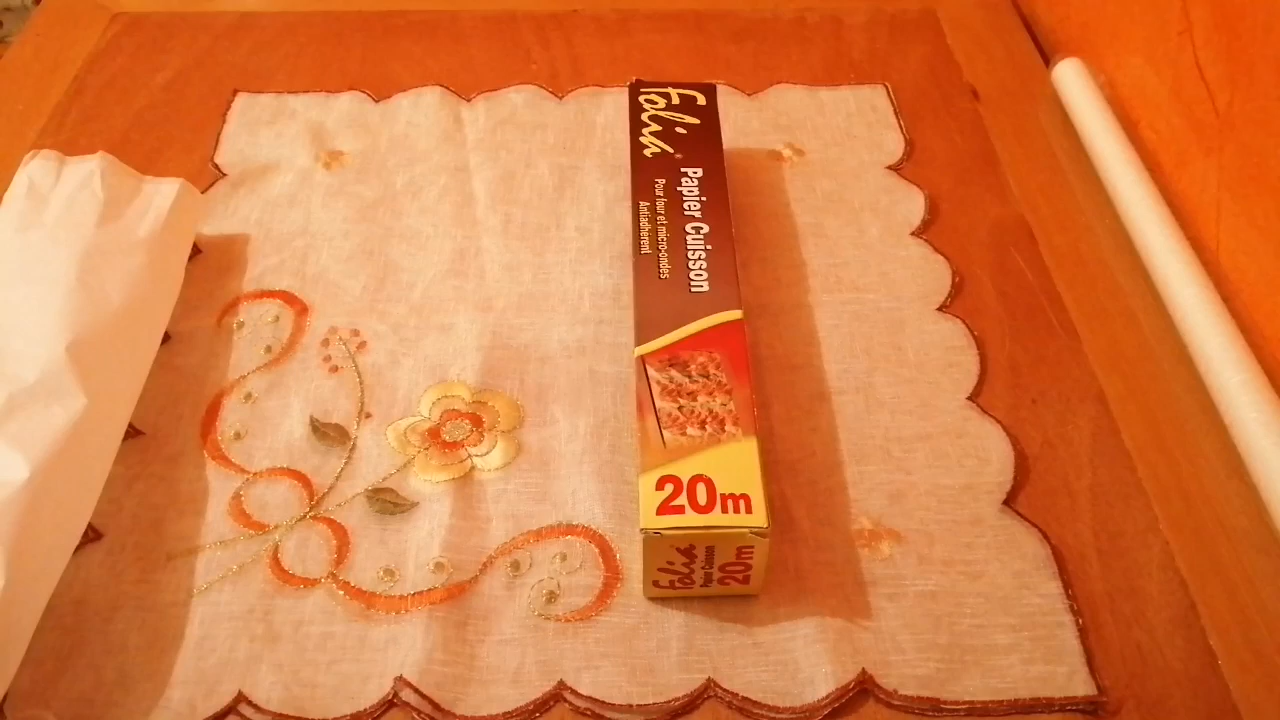 Folia
Papier Cuisson
Pour four et micro-ondes
Antiadhérent
20m
Folia
Papier Cuisson
20m